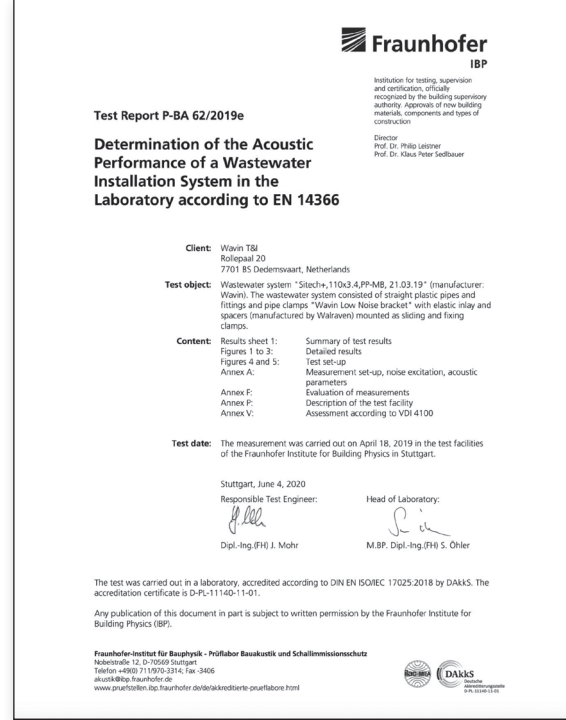 Fraunhofer
IBP
Institution for testing, supervision
and certification, officially
recognized by the building supervisory
authority. Approvals of new building
materials, components and types of
construction
Director
Prof. Dr. Philip Leistner
Prof. Dr. Klaus Peter Sedlbauer
Test Report P-BA 62/2019e
Determination of the Acoustic
Performance of a Wastewater
Installation System in the
Laboratory according to EN 14366
Client: Wavin T&I
Rollepaal 20
7701 BS Dedemsvaart, Netherlands
Test object: Wastewater system "Sitech+,110x3.4,PP-MB, 21.03.19" (manufacturer:
Wavin). The wastewater system consisted of straight plastic pipes and
fittings and pipe clamps "Wavin Low Noise bracket" with elastic inlay and
spacers (manufactured by Walraven) mounted as sliding and fixing
clamps.
Content: Results sheet 1: Summary of test results
Figures 1 to 3: Detailed results
Figures 4 and 5: Test set-up
Annex A: Measurement set-up, noise excitation, acoustic
parameters
Annex F: Evaluation of measurements
Annex P: Description of the test facility
Annex V: Assessment according to VDI 4100
Test date: The measurement was carried out on April 18, 2019 in the test facilities
of the Fraunhofer Institute for Building Physics in Stuttgart.
Stuttgart, June 4, 2020
Responsible Test Engineer: Head of Laboratory:
Dipl.-Ing.(FH) J. Mohr M.BP. Dipl.-Ing.(FH) S. Öhler
The test was carried out in a laboratory, accredited according to DIN EN ISO/IEC 17025:2018 by DAkkS. The
accreditation certificate is D-PL-11140-11-01.
Any publication of this document in part is subject to written permission by the Fraunhofer Institute for
Building Physics (IBP).
Fraunhofer-Institut für Bauphysik - Prüflabor Bauakustik und Schallimmissionsschutz
Nobelstraße 12, D-70569 Stuttgart
Telefon +49(0) 711/970-3314; Fax -3406
akustik@ibp.fraunhofer.de
www.pruefstellen.ibp.fraunhofer.de/de/akkreditierte-prueflabore.html
ilac-MRA
DAkkS
Deutsche
Akkreditierungsstelle
D-PL-11140-11-01